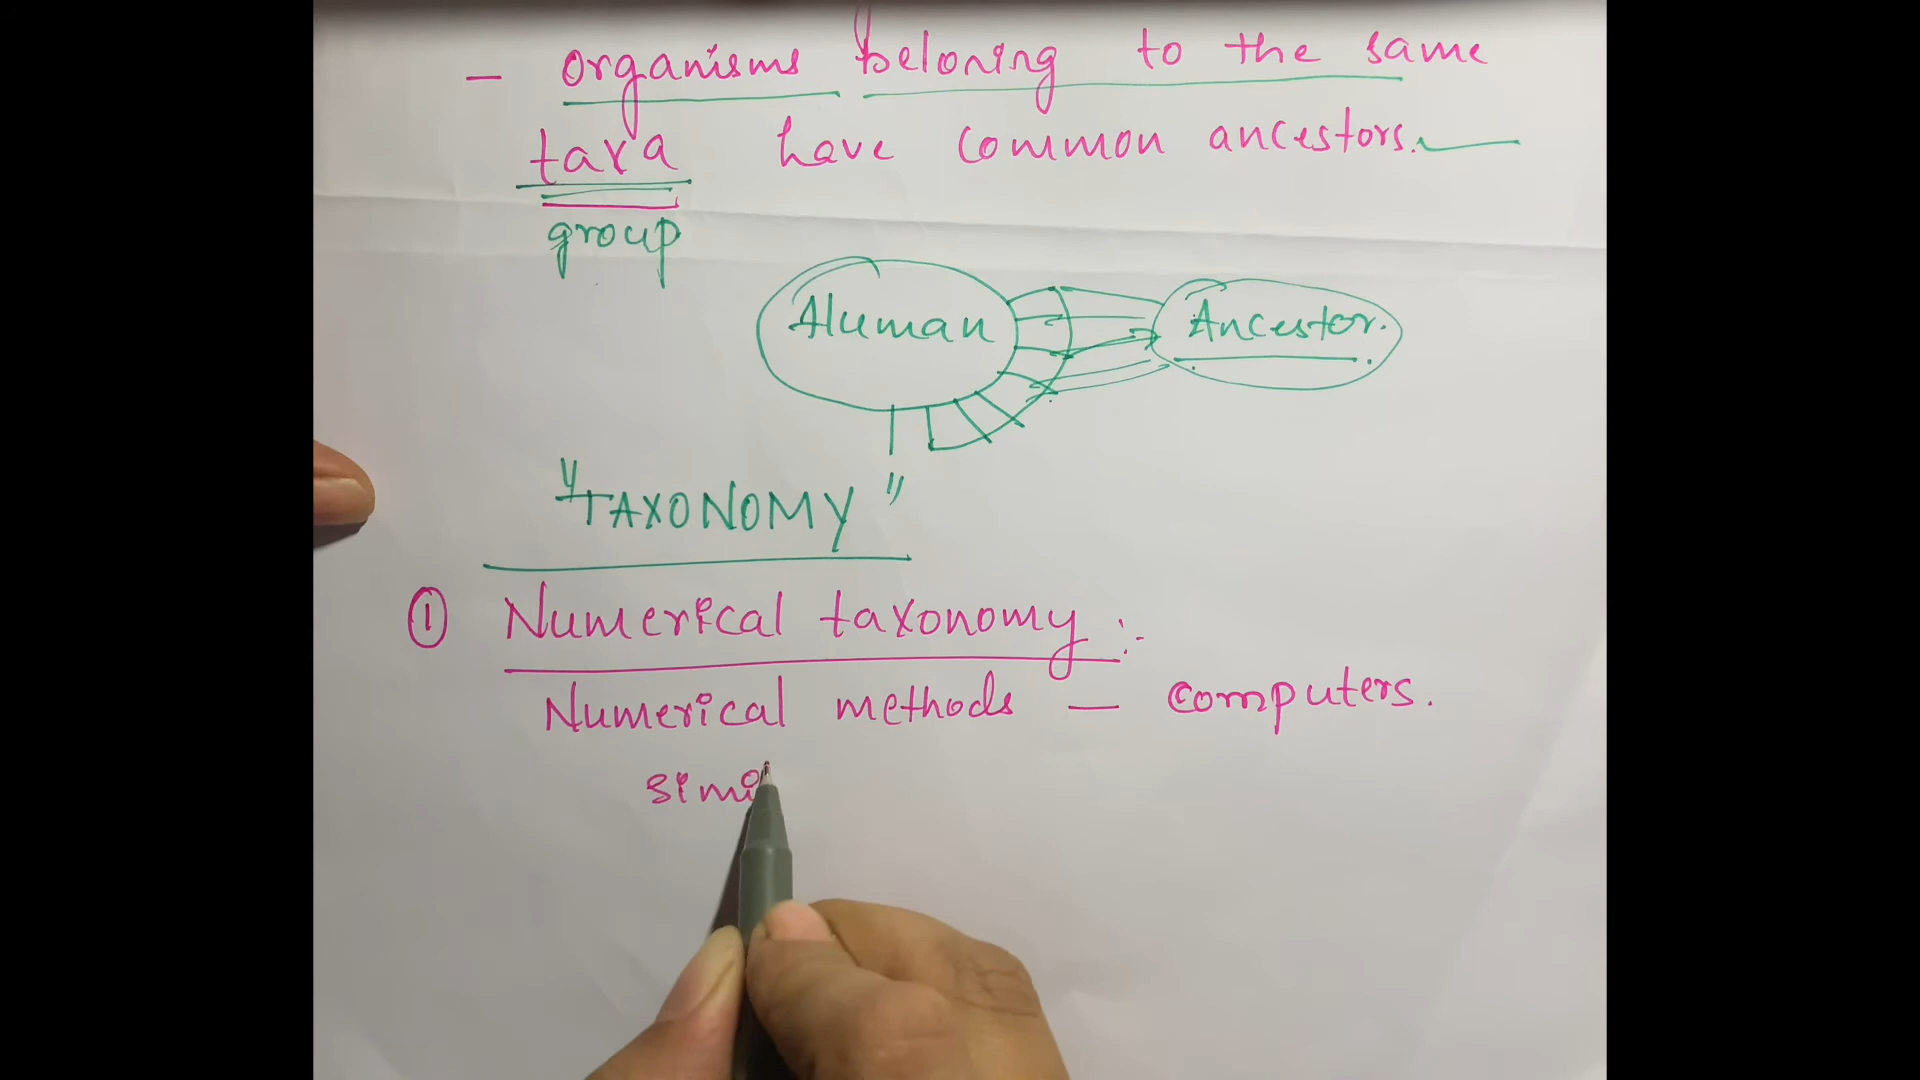 - organisms beloning to the same
taxa have common ancestors.
group
Human Ancestor.
"TAXONOMY"
① Numerical taxonomy :-
Numerical methods - computers.
simi